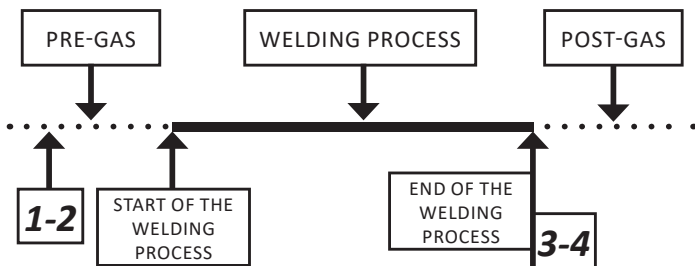 PRE-GAS
WELDING PROCESS
POST-GAS
1-2
START OF THE
WELDING
PROCESS
END OF THE
WELDING
PROCESS
3-4